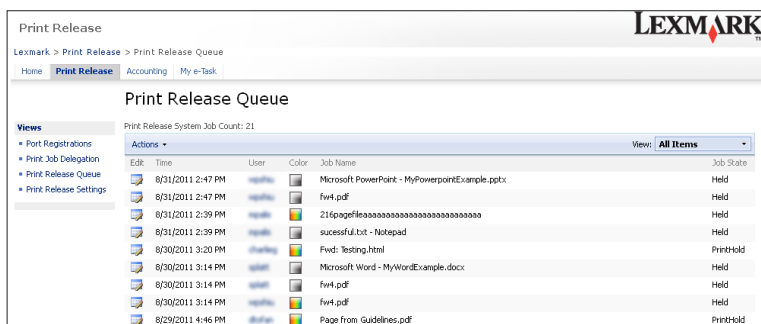 Print Release
LEXMARK
Lexmark > Print Release > Print Release Queue
Home Print Release Accounting My e-Task
Print Release Queue
Views
Port Registrations
Print Job Delegation
Print Release Queue
Print Release Settings
Print Release System Job Count: 21
Actions View: All Items
Edit Time User Color Job Name Job State
8/31/2011 2:47 PM Microsoft PowerPoint - MyPowerpointExample.pptx Held
8/31/2011 2:47 PM fw4.pdf Held
8/31/2011 2:39 PM Held
8/31/2011 2:39 PM sucessful.txt - Notepad Held
8/30/2011 3:20 PM Fwd: Testing.html PrintHold
8/30/2011 3:14 PM Microsoft Word - MyWordExample.docx Held
8/30/2011 3:14 PM fw4.pdf Held
8/30/2011 3:14 PM fw4.pdf Held
8/29/2011 4:46 PM Page from Guidelines.pdf PrintHold